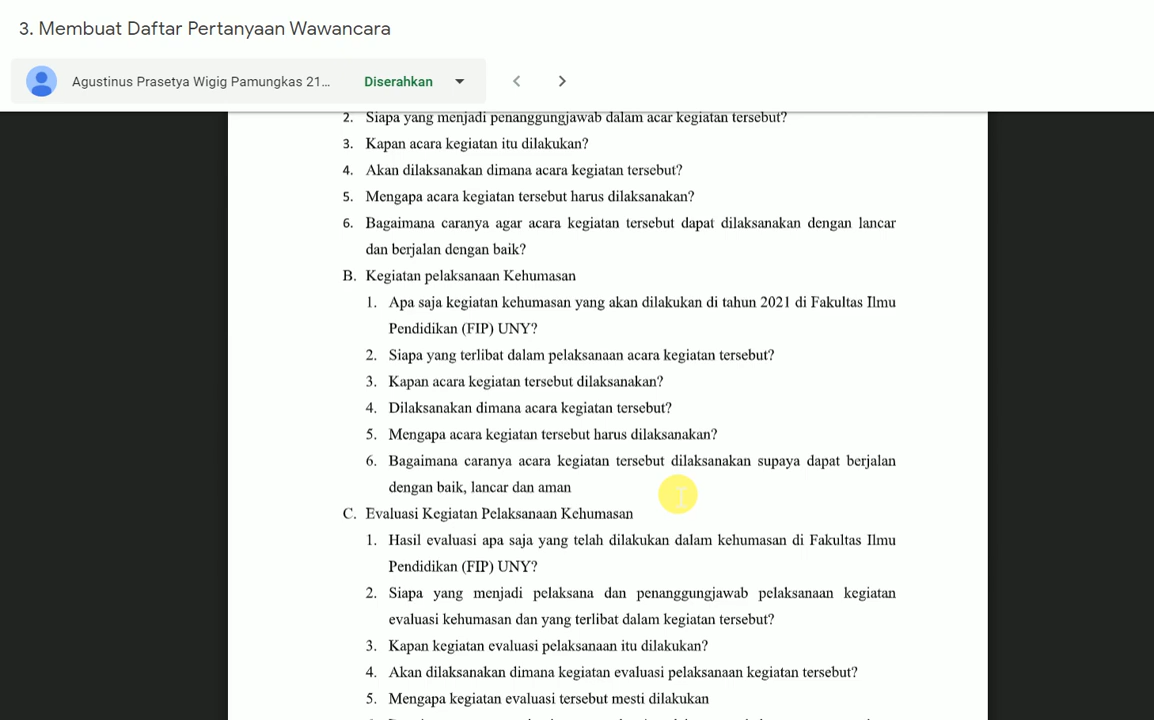 3. Membuat Daftar Pertanyaan Wawancara
Agustinus Prasetya Wigig Pamungkas 21... Diserahkan
2. Siapa yang menjadi penanggungjawab dalam acar kegiatan tersebut?
3. Kapan acara kegiatan itu dilakukan?
4. Akan dilaksanakan dimana acara kegiatan tersebut?
5. Mengapa acara kegiatan tersebut harus dilaksanakan?
6. Bagaimana caranya agar acara kegiatan tersebut dapat dilaksanakan dengan lancar
dan berjalan dengan baik?
B. Kegiatan pelaksanaan Kehumasan
1. Apa saja kegiatan kehumasan yang akan dilakukan di tahun 2021 di Fakultas Ilmu
Pendidikan (FIP) UNY?
2. Siapa yang terlibat dalam pelaksanaan acara kegiatan tersebut?
3. Kapan acara kegiatan tersebut dilaksanakan?
4. Dilaksanakan dimana acara kegiatan tersebut?
5. Mengapa acara kegiatan tersebut harus dilaksanakan?
6. Bagaimana caranya acara kegiatan tersebut dilaksanakan supaya dapat berjalan
dengan baik, lancar dan aman
C. Evaluasi Kegiatan Pelaksanaan Kehumasan
1. Hasil evaluasi apa saja yang telah dilakukan dalam kehumasan di Fakultas Ilmu
Pendidikan (FIP) UNY?
2. Siapa yang menjadi pelaksana dan penanggungjawab pelaksanaan kegiatan
evaluasi kehumasan dan yang terlibat dalam kegiatan tersebut?
3. Kapan kegiatan evaluasi pelaksanaan itu dilakukan?
4. Akan dilaksanakan dimana kegiatan evaluasi pelaksanaan kegiatan tersebut?
5. Mengapa kegiatan evaluasi tersebut mesti dilakukan